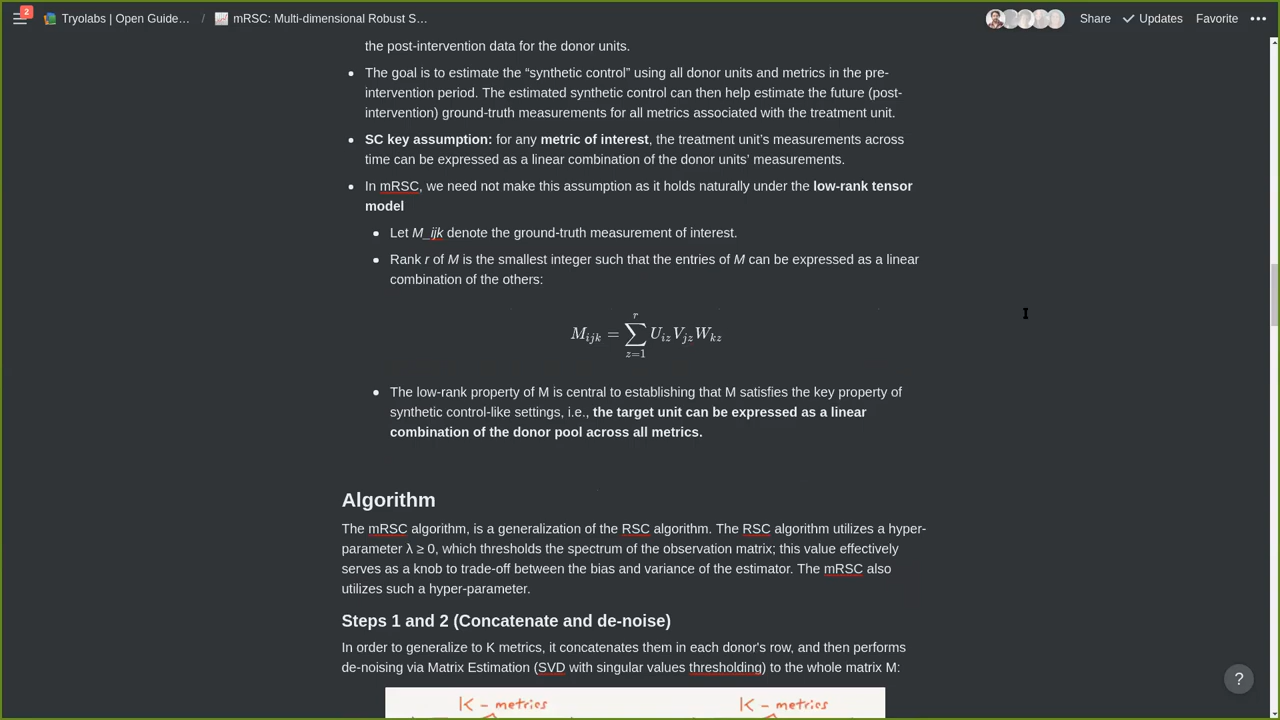 2
Tryolabs | Open Guide… / mRSC: Multi-dimensional Robust S… Share Updates Favorite
the post-intervention data for the donor units.
• The goal is to estimate the “synthetic control” using all donor units and metrics in the pre-
intervention period. The estimated synthetic control can then help estimate the future (post-
intervention) ground-truth measurements for all metrics associated with the treatment unit.
• SC key assumption: for any metric of interest, the treatment unit’s measurements across
time can be expressed as a linear combination of the donor units’ measurements.
• In mRSC, we need not make this assumption as it holds naturally under the low-rank tensor
model
• Let M_ijk denote the ground-truth measurement of interest.
• Rank r of M is the smallest integer such that the entries of M can be expressed as a linear
combination of the others:
M_{ijk} = \sum_{z=1}^{r} U_{iz} V_{jz} W_{kz}
• The low-rank property of M is central to establishing that M satisfies the key property of
synthetic control-like settings, i.e., the target unit can be expressed as a linear
combination of the donor pool across all metrics.
Algorithm
The mRSC algorithm, is a generalization of the RSC algorithm. The RSC algorithm utilizes a hyper-
parameter λ ≥ 0, which thresholds the spectrum of the observation matrix; this value effectively
serves as a knob to trade-off between the bias and variance of the estimator. The mRSC also
utilizes such a hyper-parameter.
Steps 1 and 2 (Concatenate and de-noise)
In order to generalize to K metrics, it concatenates them in each donor's row, and then performs
de-noising via Matrix Estimation (SVD with singular values thresholding) to the whole matrix M:
K - metrics K - metrics
?